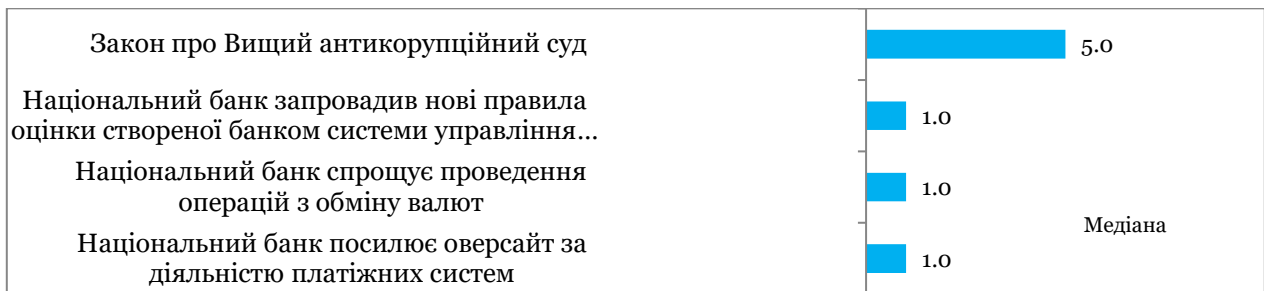 Закон про Вищий антикорупційний суд
5.0
Національний банк запровадив нові правила
оцінки створеної банком системи управління...
1.0
Національний банк спрощує проведення
операцій з обміну валют
1.0
Медіана
Національний банк посилює оверсайт за
діяльністю платіжних систем
1.0